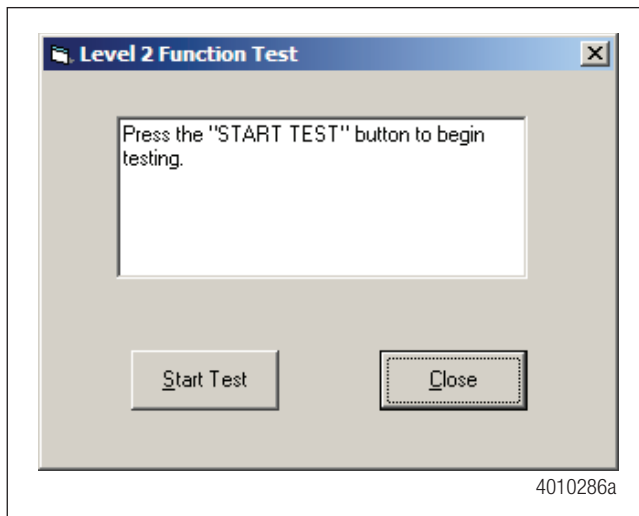 Level 2 Function Test
Press the "START TEST" button to begin
testing.
Start Test
Close
4010286a